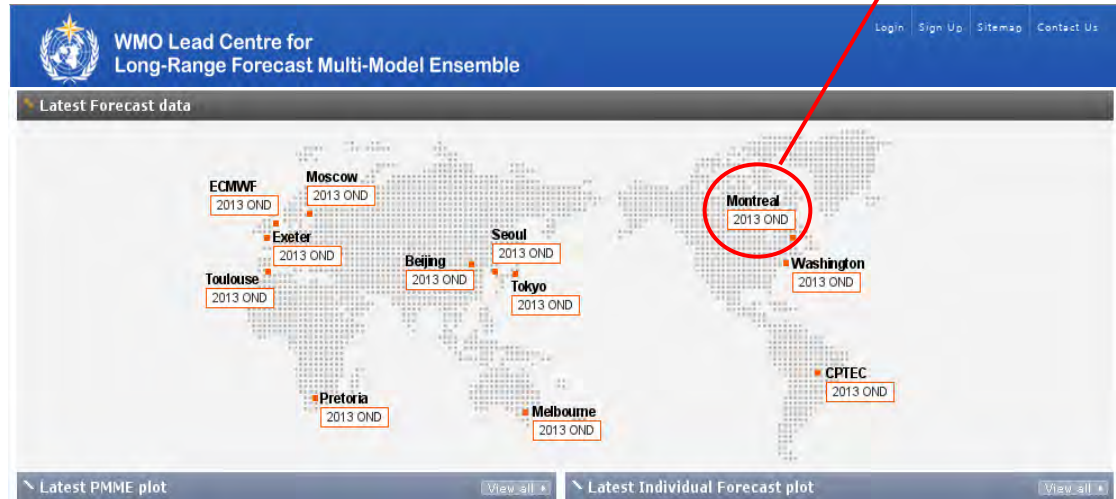 Login Sign Up Sitemap Contact Us
WMO Lead Centre for
Long-Range Forecast Multi-Model Ensemble
Latest Forecast data
ECMWF
2013 OND
Moscow
2013 OND
Exeter
2013 OND
Toulouse
2013 OND
Beijing
2013 OND
Seoul
2013 OND
Tokyo
2013 OND
Montreal
2013 OND
Washington
2013 OND
CPTEC
2013 OND
Pretoria
2013 OND
Melbourne
2013 OND
Latest PMME plot View all
Latest Individual Forecast plot View all